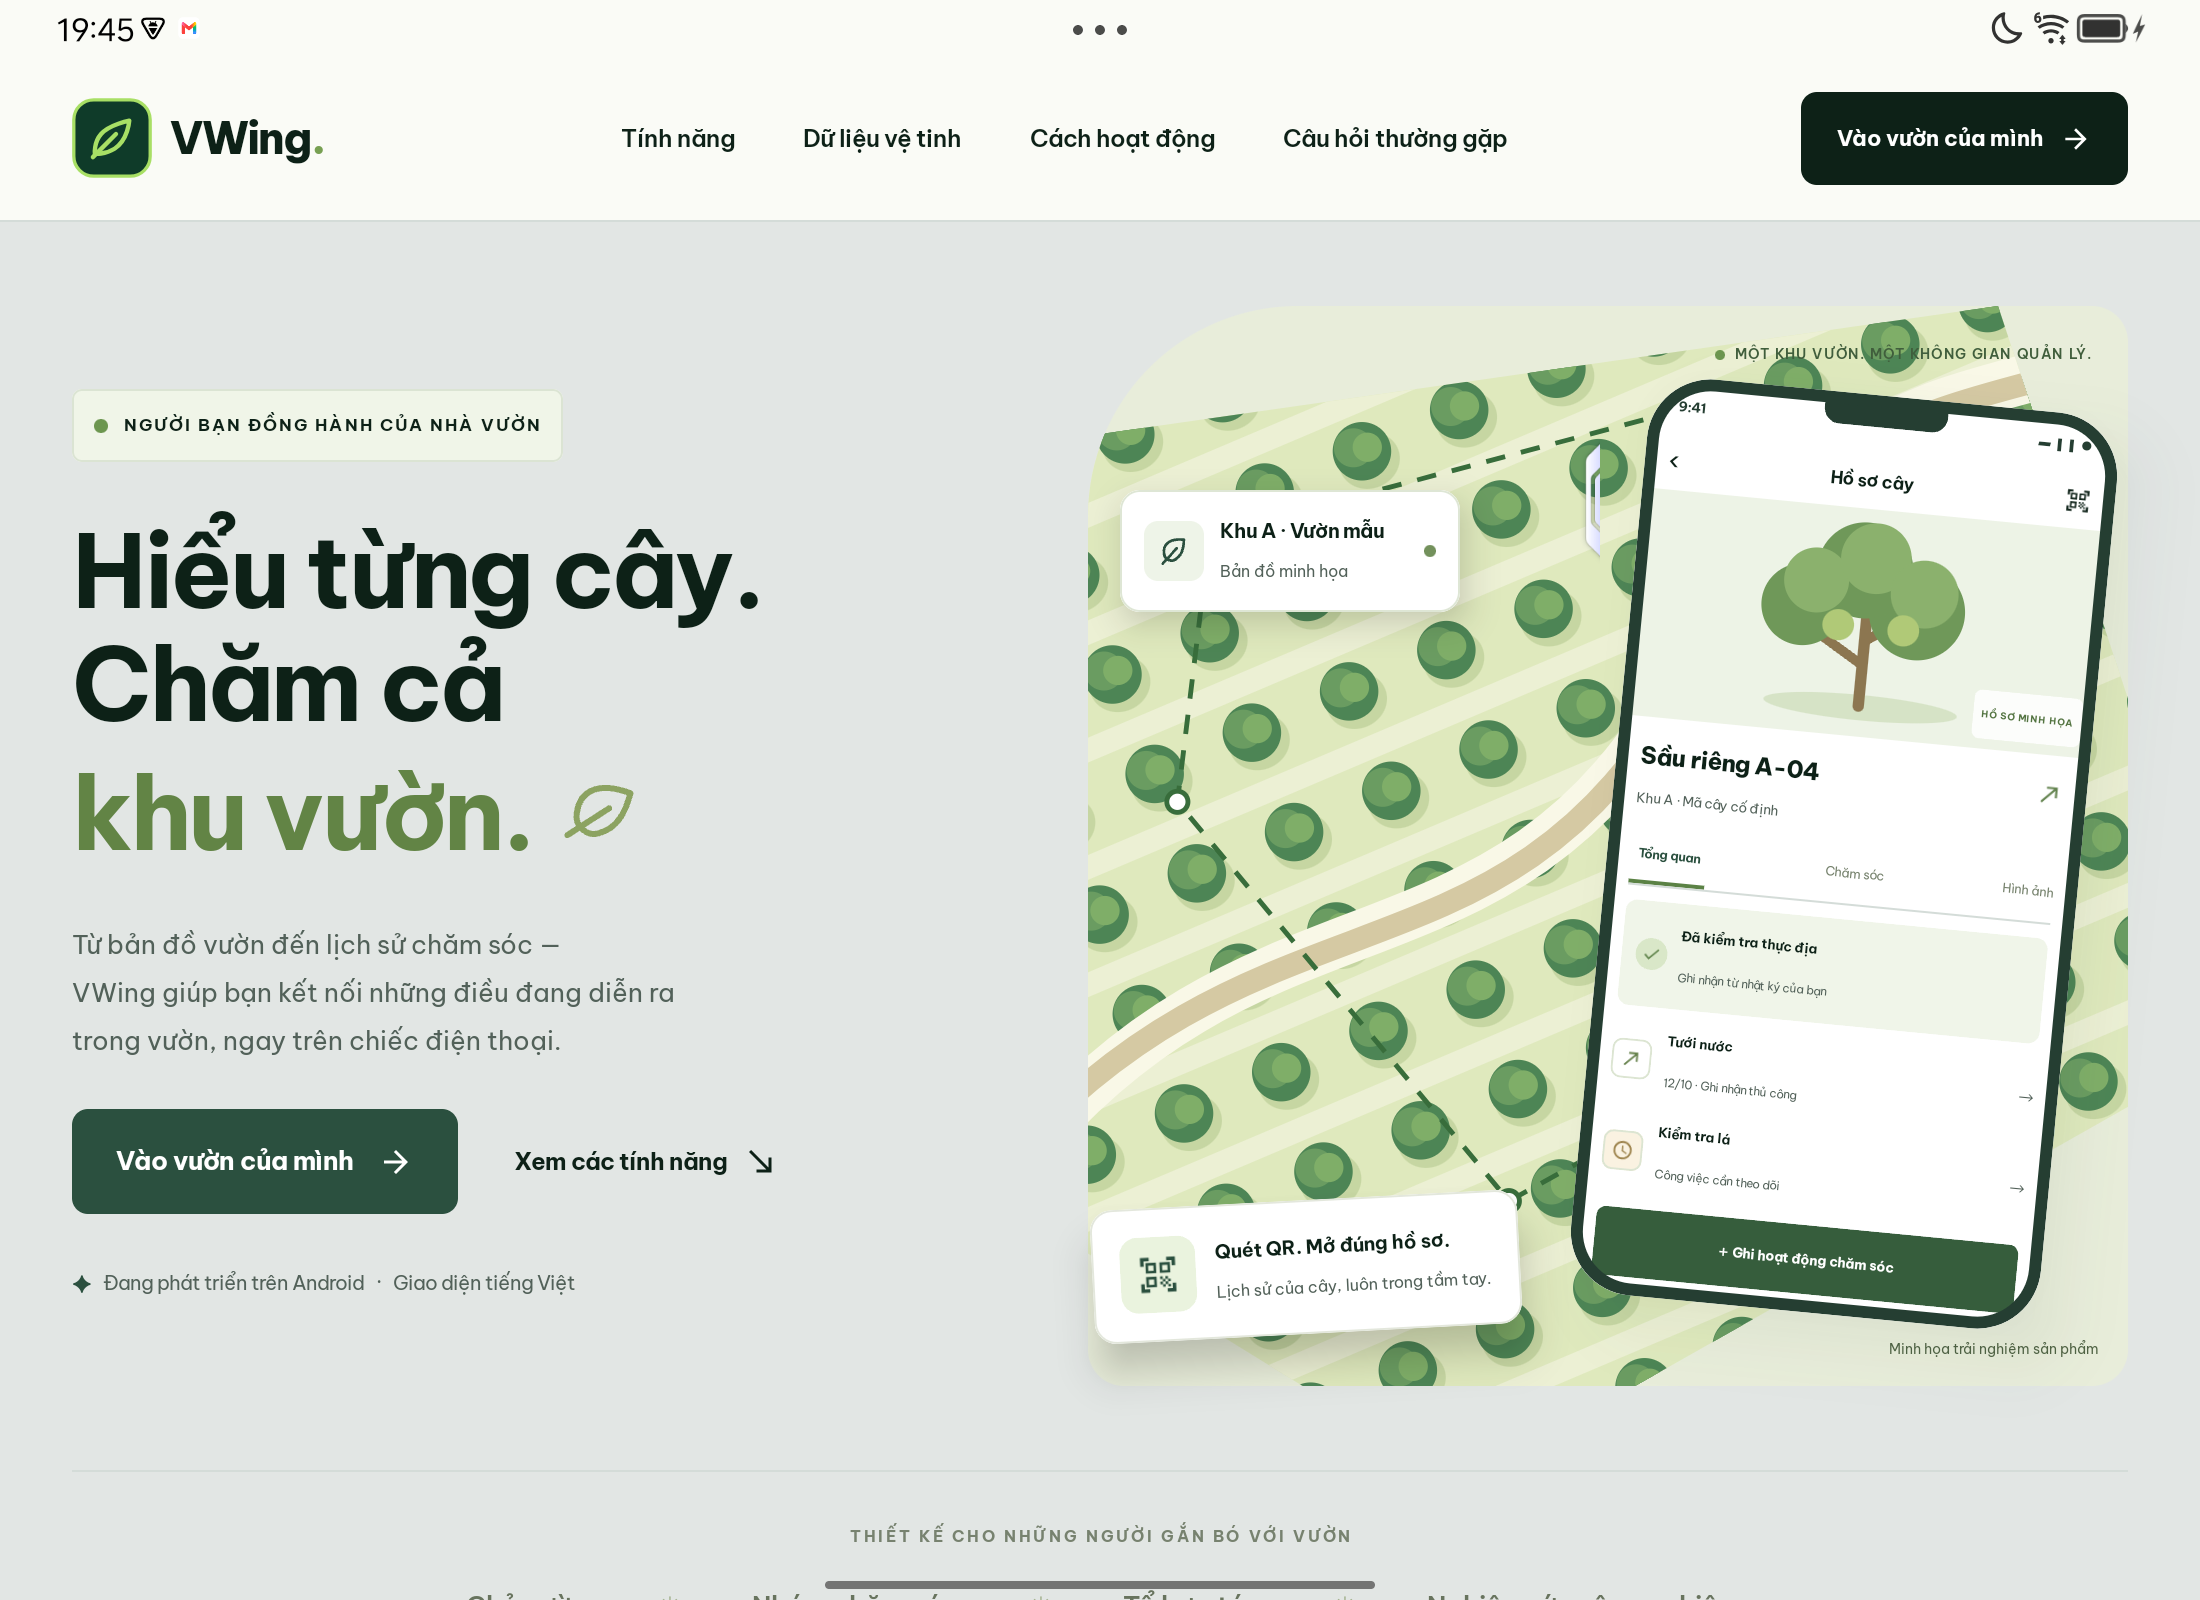 19:45
VWing.
Tính năng
Dữ liệu vệ tinh
Cách hoạt động
Câu hỏi thường gặp
Vào vườn của mình
NGƯỜI BẠN ĐỒNG HÀNH CỦA NHÀ VƯỜN
Hiểu từng cây.
Chăm cả
khu vườn.
Từ bản đồ vườn đến lịch sử chăm sóc —
VWing giúp bạn kết nối những điều đang diễn ra
trong vườn, ngay trên chiếc điện thoại.
Vào vườn của mình
Xem các tính năng
Đang phát triển trên Android · Giao diện tiếng Việt
MỘT KHU VƯỜN. MỘT KHÔNG GIAN QUẢN LÝ.
Khu A · Vườn mẫu
Bản đồ minh họa
9:41
Hồ sơ cây
HỒ SƠ MINH HỌA
Sầu riêng A-04
Khu A · Mã cây cố định
Tổng quan
Chăm sóc
Hình ảnh
Đã kiểm tra thực địa
Ghi nhận từ nhật ký của bạn
Tưới nước
12/10 · Ghi nhận thủ công
Kiểm tra lá
Công việc cần theo dõi
+ Ghi hoạt động chăm sóc
Quét QR. Mở đúng hồ sơ.
Lịch sử của cây, luôn trong tầm tay.
Minh họa trải nghiệm sản phẩm
THIẾT KẾ CHO NHỮNG NGƯỜI GẮN BÓ VỚI VƯỜN